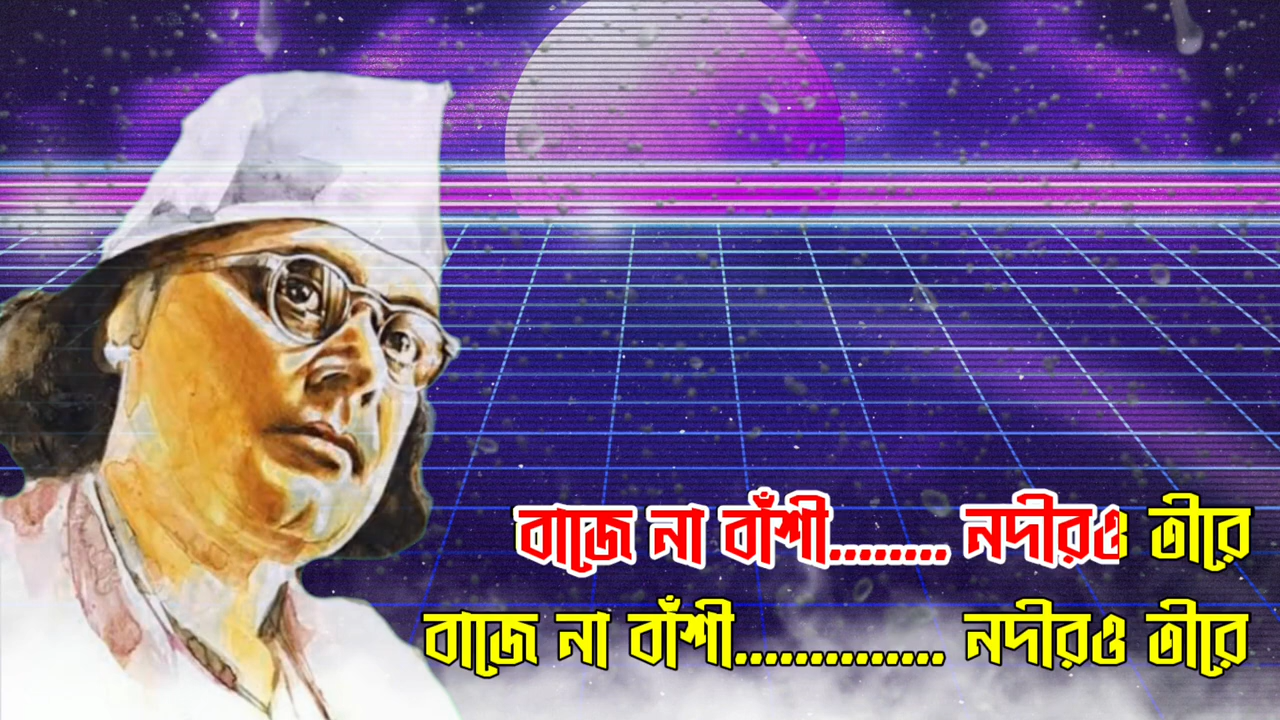 বাজে না বাঁশী........ নদীরও তীরে
বাজে না বাঁশী.............. নদীরও তীরে